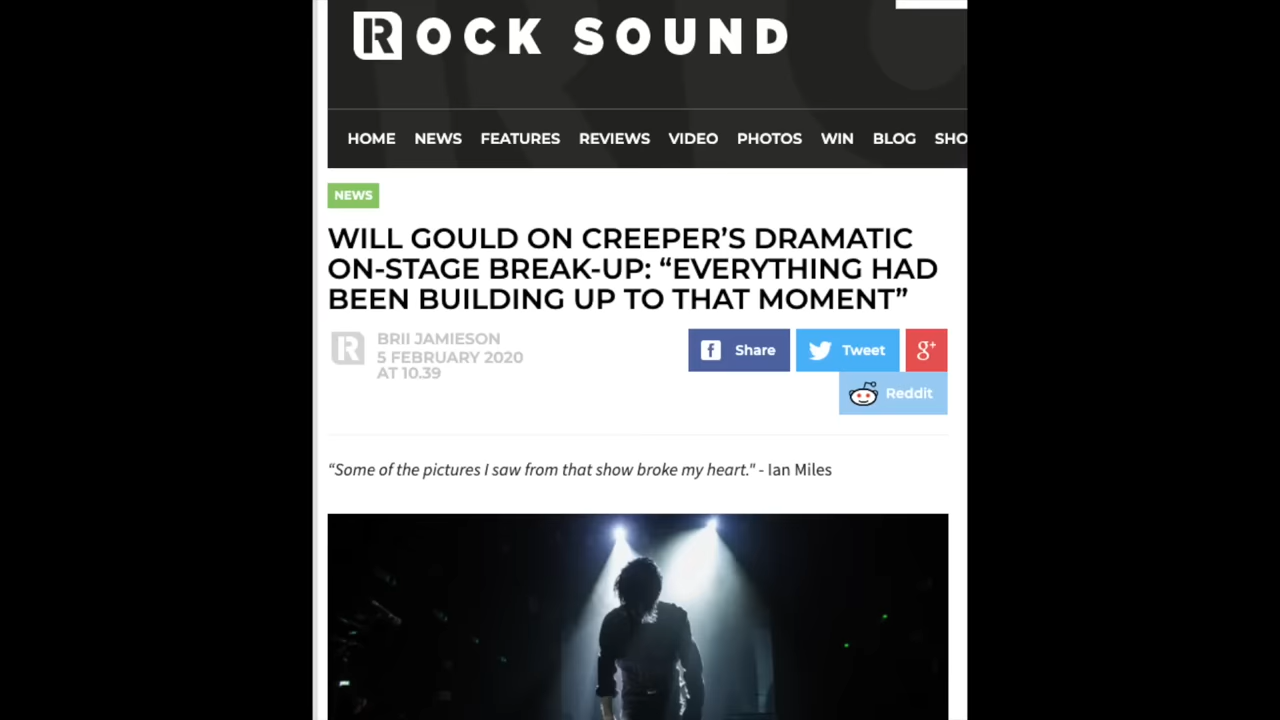 ROCK SOUND
HOME NEWS FEATURES REVIEWS VIDEO PHOTOS WIN BLOG SHO
NEWS
WILL GOULD ON CREEPER’S DRAMATIC
ON-STAGE BREAK-UP: “EVERYTHING HAD
BEEN BUILDING UP TO THAT MOMENT”
BRII JAMIESON
5 FEBRUARY 2020
AT 10.39
Share
Tweet
g+
Reddit
“Some of the pictures I saw from that show broke my heart." - Ian Miles